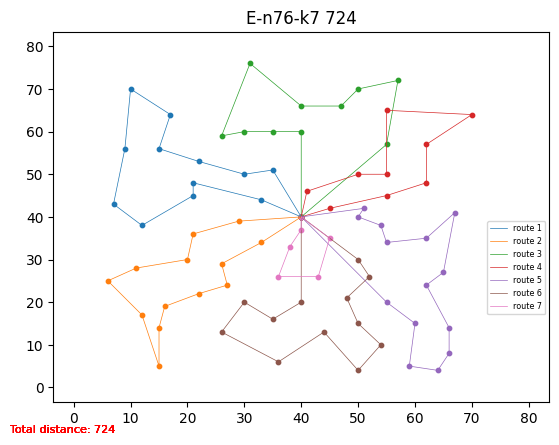 E-n76-k7 724
80
70
60
50
40
30
20
10
0
0 10 20 30 40 50 60 70 80
route 1
route 2
route 3
route 4
route 5
route 6
route 7
Total distance: 724